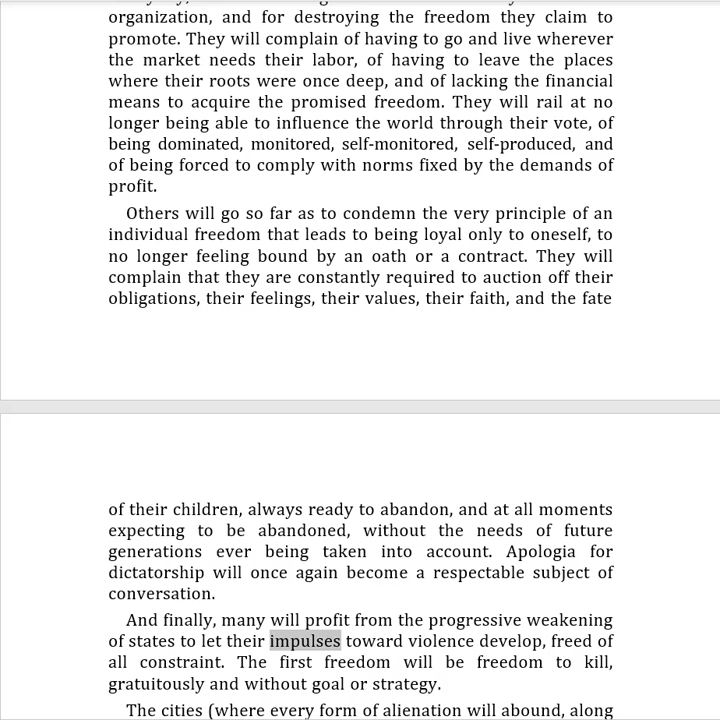 organization, and for destroying the freedom they claim to
promote. They will complain of having to go and live wherever
the market needs their labor, of having to leave the places
where their roots were once deep, and of lacking the financial
means to acquire the promised freedom. They will rail at no
longer being able to influence the world through their vote, of
being dominated, monitored, self-monitored, self-produced, and
of being forced to comply with norms fixed by the demands of
profit.
Others will go so far as to condemn the very principle of an
individual freedom that leads to being loyal only to oneself, to
no longer feeling bound by an oath or a contract. They will
complain that they are constantly required to auction off their
obligations, their feelings, their values, their faith, and the fate
of their children, always ready to abandon, and at all moments
expecting to be abandoned, without the needs of future
generations ever being taken into account. Apologia for
dictatorship will once again become a respectable subject of
conversation.
And finally, many will profit from the progressive weakening
of states to let their impulses toward violence develop, freed of
all constraint. The first freedom will be freedom to kill,
gratuitously and without goal or strategy.
The cities (where every form of alienation will abound, along